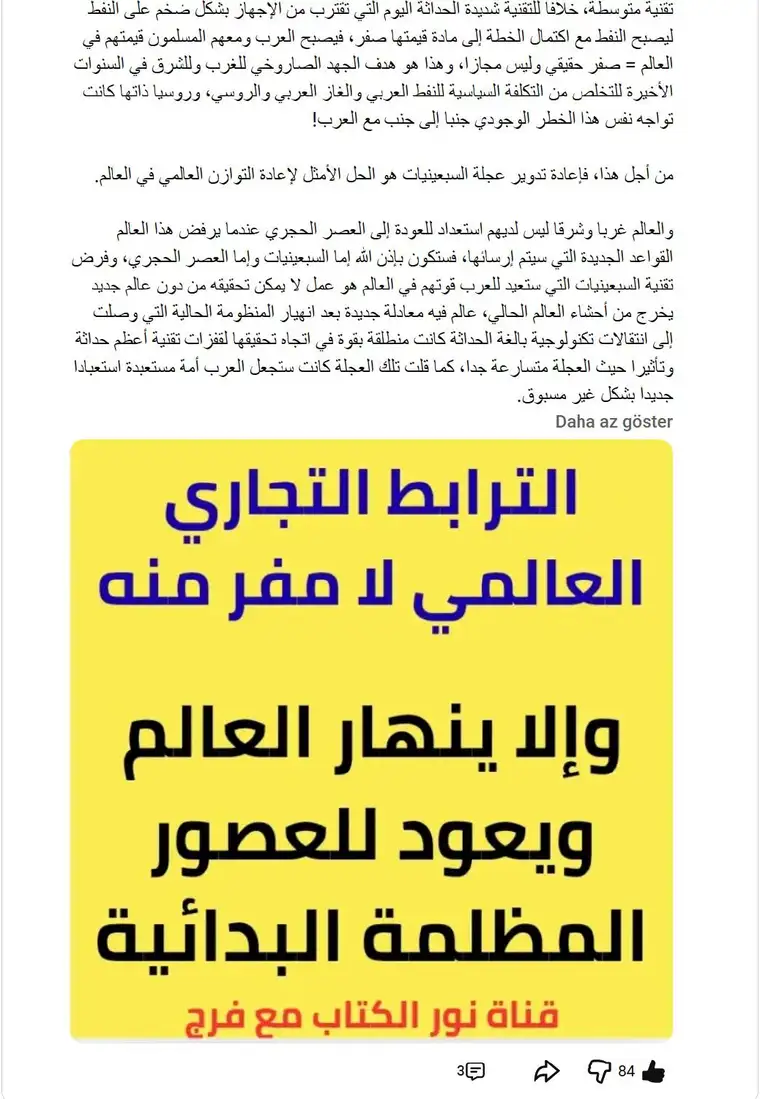 تقنية متوسطة، خلافا للتقنية شديدة الحداثة اليوم التي تقترب من الإجهاز بشكل ضخم على النفط
ليصبح النفط مع اكتمال الخطة إلى مادة قيمتها صفر، فيصبح العرب ومعهم المسلمون قيمتهم في
العالم = صفر حقيقي وليس مجازا، وهذا هو هدف الجهد الصاروخي للغرب وللشرق في السنوات
الأخيرة للتخلص من التكلفة السياسية للنفط العربي والغاز العربي والروسي، وروسيا ذاتها كانت
تواجه نفس هذا الخطر الوجودي جنبا إلى جنب مع العرب!
من أجل هذا، فإعادة تدوير عجلة السبعينيات هو الحل الأمثل لإعادة التوازن العالمي في العالم.
والعالم غربا وشرقا ليس لديهم استعداد للعودة إلى العصر الحجري عندما يرفض هذا العالم
القواعد الجديدة التي سيتم إرسائها، فستكون بإذن الله إما السبعينيات وإما العصر الحجري، وفرض
تقنية السبعينيات التي ستعيد للعرب قوتهم في العالم هو عمل لا يمكن تحقيقه من دون عالم جديد
يخرج من أحشاء العالم الحالي، عالم فيه معادلة جديدة بعد انهيار المنظومة الحالية التي وصلت
إلى انتقالات تكنولوجية بالغة الحداثة كانت منطلقة بقوة في اتجاه تحقيقها لقفزات تقنية أعظم حداثة
وتأثيرا حيث العجلة متسارعة جدا، كما قلت تلك العجلة كانت ستجعل العرب أمة مستعبدة استعبادا
جديدا بشكل غير مسبوق.
Daha az göster
الترابط التجاري
العالمي لا مفر منه
وإلا ينهار العالم
ويعود للعصور
المظلمة البدائية
قناة نور الكتاب مع فرج
84
3